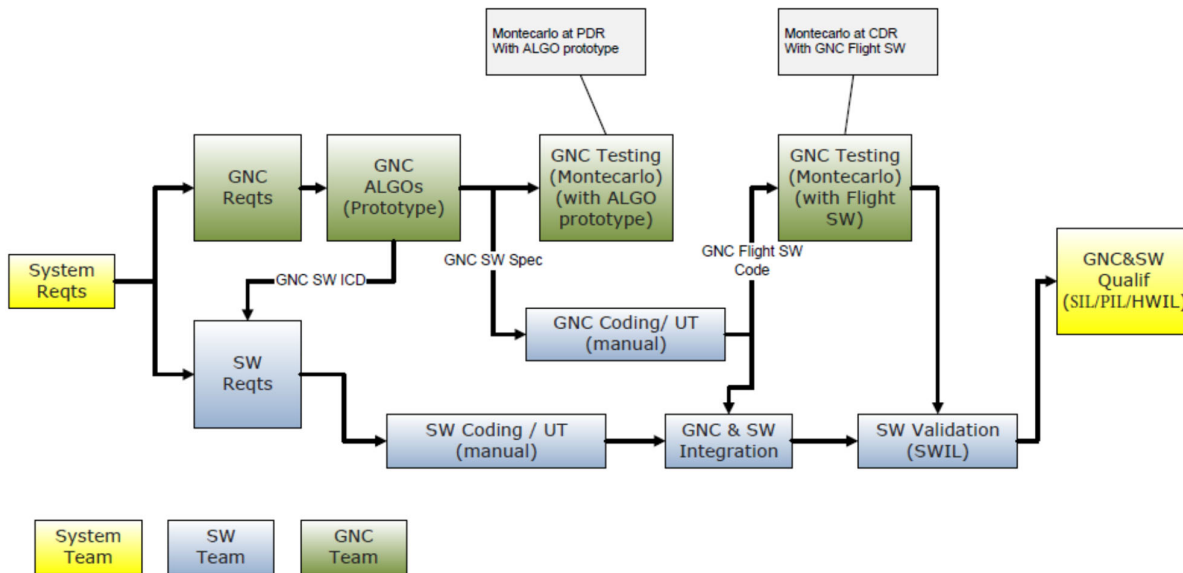 Montecarlo at PDR
With ALGO prototype
Montecarlo at CDR
With GNC Flight SW
GNC
Reqts
GNC
ALGOs
(Prototype)
GNC Testing
(Montecarlo)
(with ALGO
prototype)
GNC Testing
(Montecarlo)
(with Flight
SW)
System
Reqts
GNC SW ICD
GNC SW Spec
GNC Flight SW
Code
GNC&SW
Qualif
(SIL/PIL/HWIL)
SW
Reqts
GNC Coding/ UT
(manual)
SW Coding / UT
(manual)
GNC & SW
Integration
SW Validation
(SWIL)
System
Team
SW
Team
GNC
Team